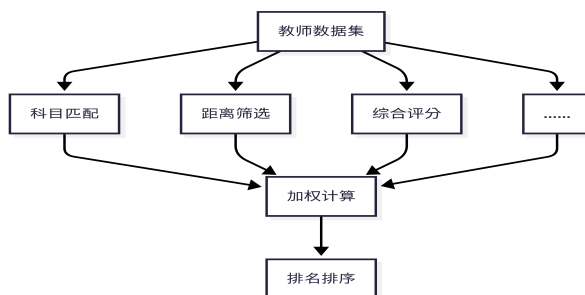 教师数据集
科目匹配
距离筛选
综合评分
......
加权计算
排名排序